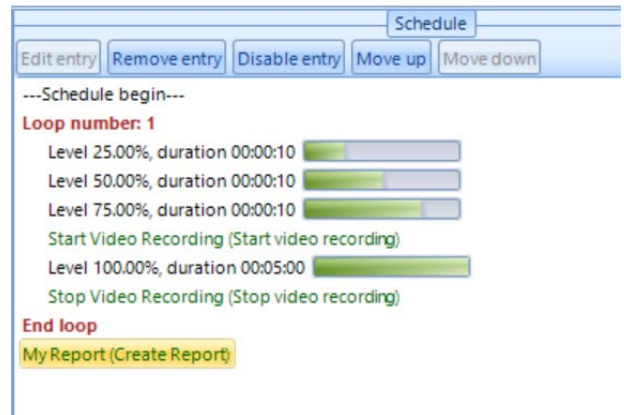 Schedule
Edit entry Remove entry Disable entry Move up Move down
---Schedule begin---
Loop number: 1
Level 25.00%, duration 00:00:10
Level 50.00%, duration 00:00:10
Level 75.00%, duration 00:00:10
Start Video Recording (Start video recording)
Level 100.00%, duration 00:05:00
Stop Video Recording (Stop video recording)
End loop
My Report (Create Report)